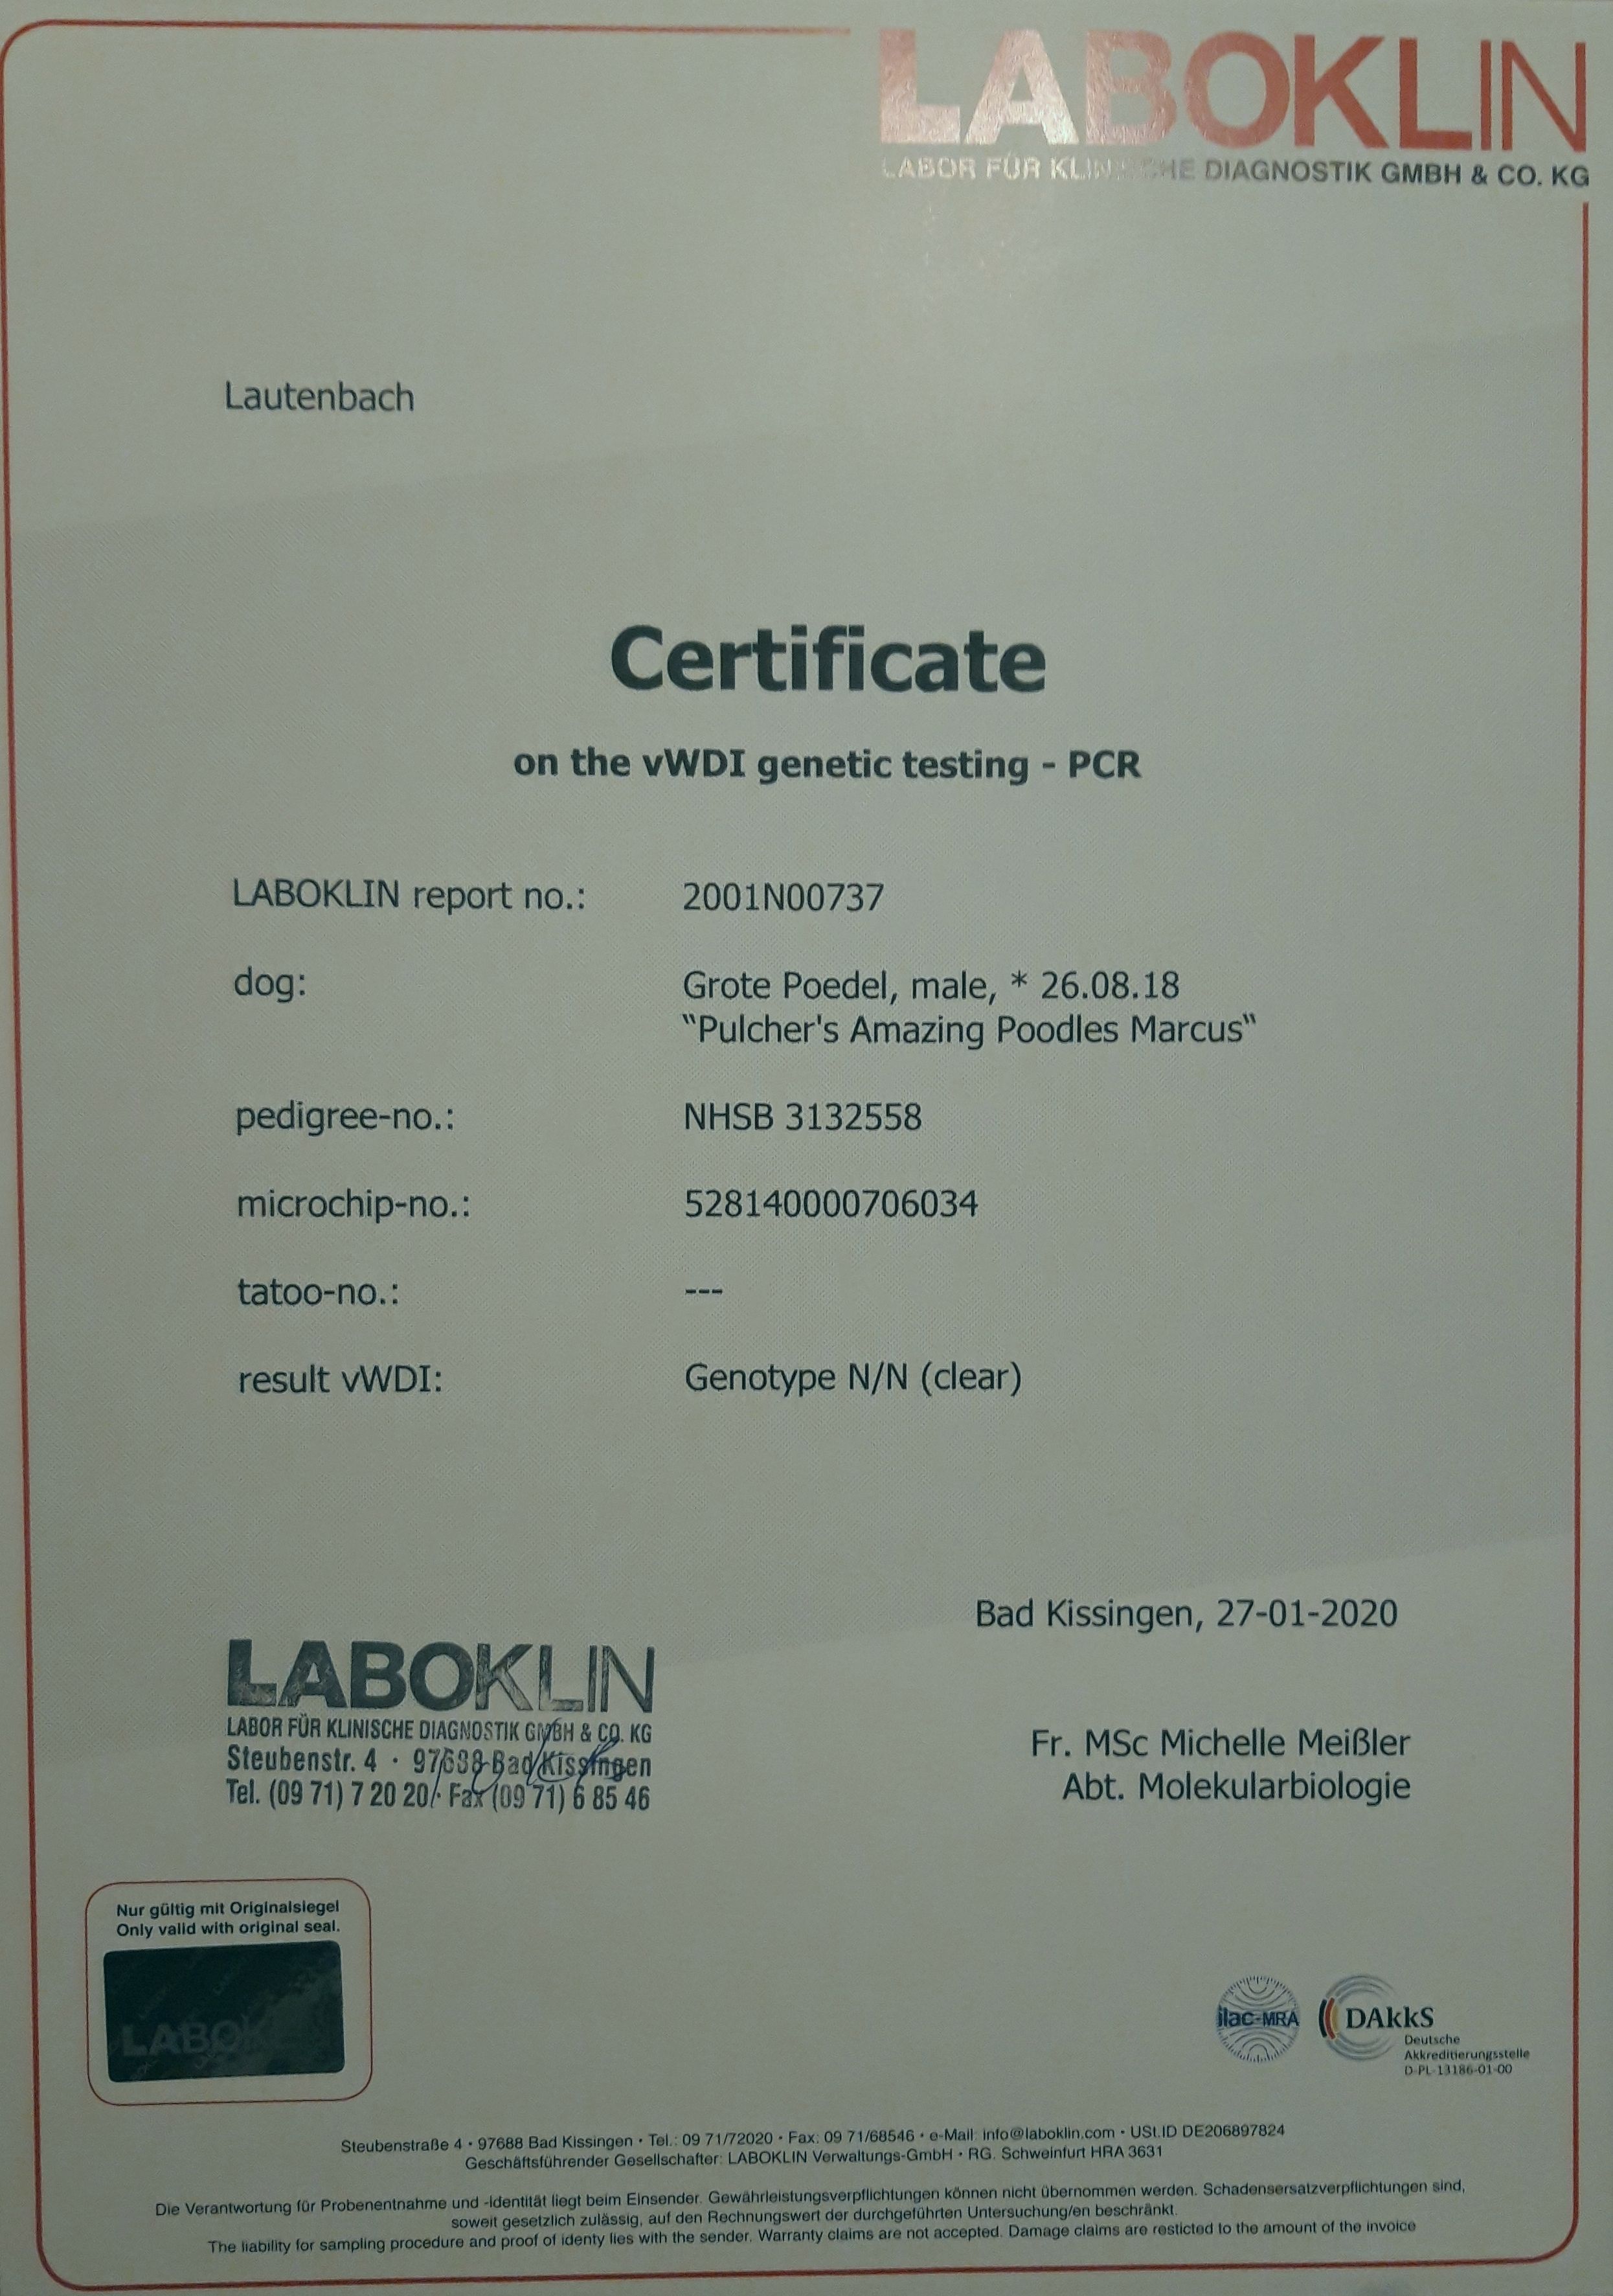 LABOKLIN
LABOR FÜR KLINISCHE DIAGNOSTIK GMBH & CO. KG
Lautenbach
Certificate
on the vWDI genetic testing - PCR
LABOKLIN report no.: 2001N00737
dog: Grote Poedel, male, * 26.08.18
"Pulcher's Amazing Poodles Marcus"
pedigree-no.: NHSB 3132558
microchip-no.: 528140000706034
tatoo-no.: ---
result vWDI: Genotype N/N (clear)
Bad Kissingen, 27-01-2020
LABOKLIN
LABOR FÜR KLINISCHE DIAGNOSTIK GMBH & CO. KG
Steubenstr. 4 · 97688 Bad Kissingen
Tel. (09 71) 7 20 20 · Fax (09 71) 6 85 46
Fr. MSc Michelle Meißler
Abt. Molekularbiologie
Nur gültig mit Originalsiegel
Only valid with original seal.
LABOK
ilac-MRA
DAkkS
Deutsche
Akkreditierungsstelle
D-PL-13186-01-00
Steubenstraße 4 • 97688 Bad Kissingen • Tel.: 09 71/72020 • Fax: 09 71/68546 • e-Mail: info@laboklin.com • USt.ID DE206897824
Geschäftsführender Gesellschafter: LABOKLIN Verwaltungs-GmbH • RG. Schweinfurt HRA 3631
Die Verantwortung für Probenentnahme und -identität liegt beim Einsender. Gewährleistungsverpflichtungen können nicht übernommen werden. Schadensersatzverpflichtungen sind,
soweit gesetzlich zulässig, auf den Rechnungswert der durchgeführten Untersuchung/en beschränkt.
The liability for sampling procedure and proof of identy lies with the sender. Warranty claims are not accepted. Damage claims are resticted to the amount of the invoice